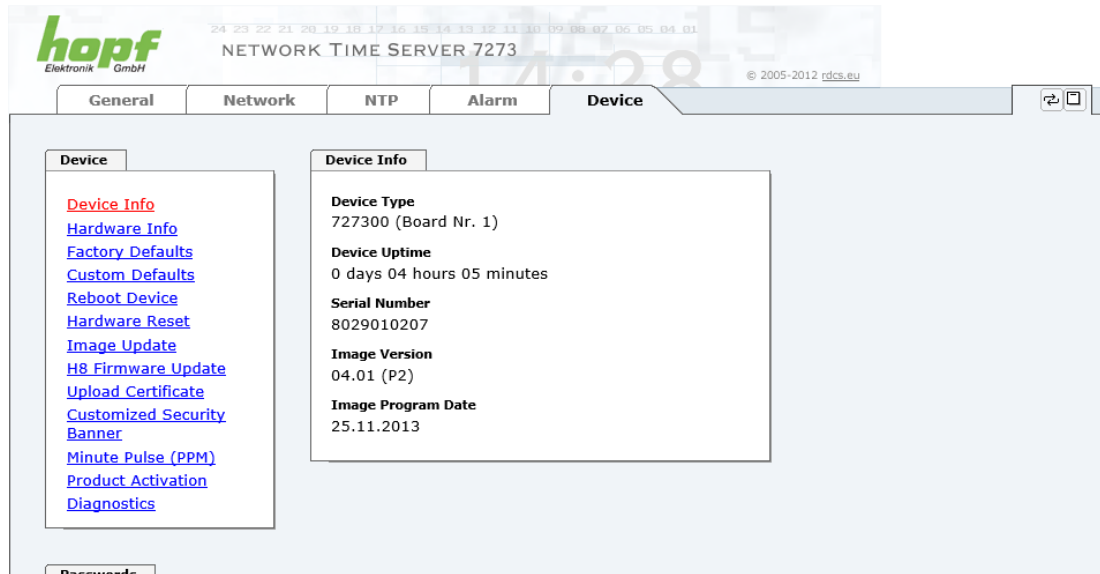 hopf
Elektronik GmbH
24 23 22 21 20 19 18 17 16 15 14 13 12 11 10 09 08 07 06 05 04 01
NETWORK TIME SERVER 7273
14:28
© 2005-2012 rdcs.eu
General
Network
NTP
Alarm
Device
Device
Device Info
Hardware Info
Factory Defaults
Custom Defaults
Reboot Device
Hardware Reset
Image Update
H8 Firmware Update
Upload Certificate
Customized Security
Banner
Minute Pulse (PPM)
Product Activation
Diagnostics
Device Info
Device Type
727300 (Board Nr. 1)
Device Uptime
0 days 04 hours 05 minutes
Serial Number
8029010207
Image Version
04.01 (P2)
Image Program Date
25.11.2013
Passwords